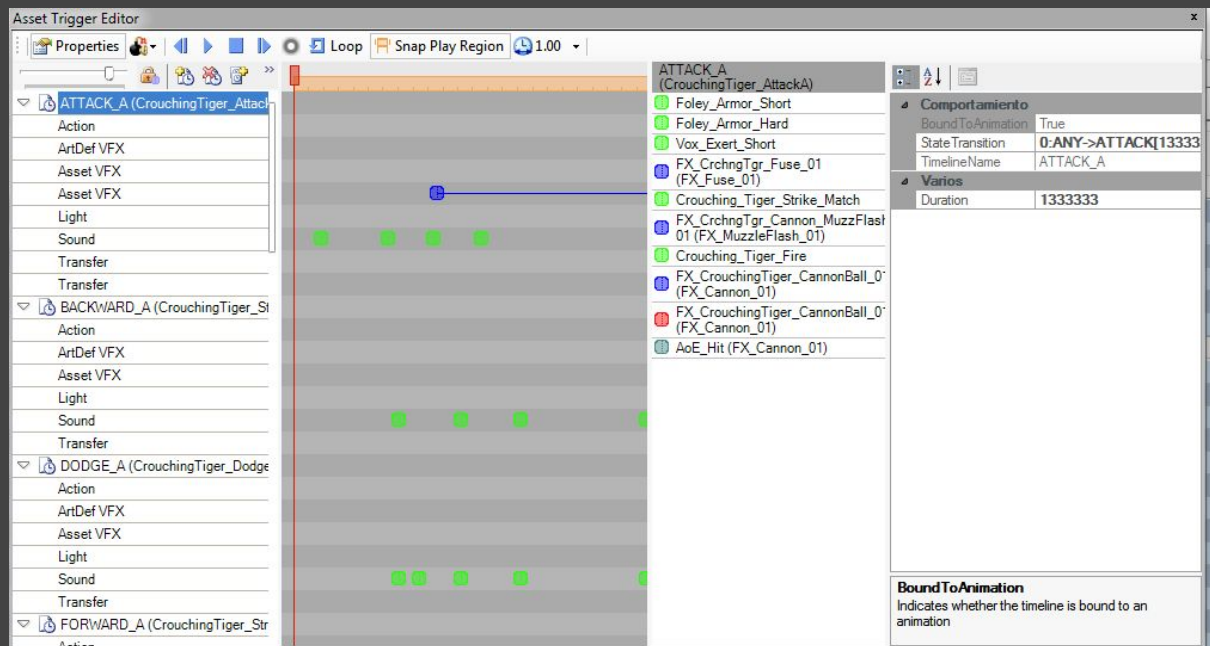 Asset Trigger Editor
x
Properties
Loop
Snap Play Region
1.00
»
ATTACK_A (CrouchingTiger_Attack
Action
ArtDef VFX
Asset VFX
Asset VFX
Light
Sound
Transfer
Transfer
BACKWARD_A (CrouchingTiger_St
Action
ArtDef VFX
Asset VFX
Light
Sound
Transfer
DODGE_A (CrouchingTiger_Dodge
Action
ArtDef VFX
Asset VFX
Light
Sound
Transfer
FORWARD_A (CrouchingTiger_Str
Action
ATTACK_A
(CrouchingTiger_AttackA)
Foley_Armor_Short
Foley_Armor_Hard
Vox_Exert_Short
FX_CrchngTgr_Fuse_01
(FX_Fuse_01)
Crouching_Tiger_Strike_Match
FX_CrchngTgr_Cannon_MuzzFlash
01 (FX_MuzzleFlash_01)
Crouching_Tiger_Fire
FX_CrouchingTiger_CannonBall_01
(FX_Cannon_01)
FX_CrouchingTiger_CannonBall_01
(FX_Cannon_01)
AoE_Hit (FX_Cannon_01)
Comportamiento
BoundToAnimation True
StateTransition 0:ANY->ATTACK[13333
TimelineName ATTACK_A
Varios
Duration 1333333
BoundToAnimation
Indicates whether the timeline is bound to an
animation